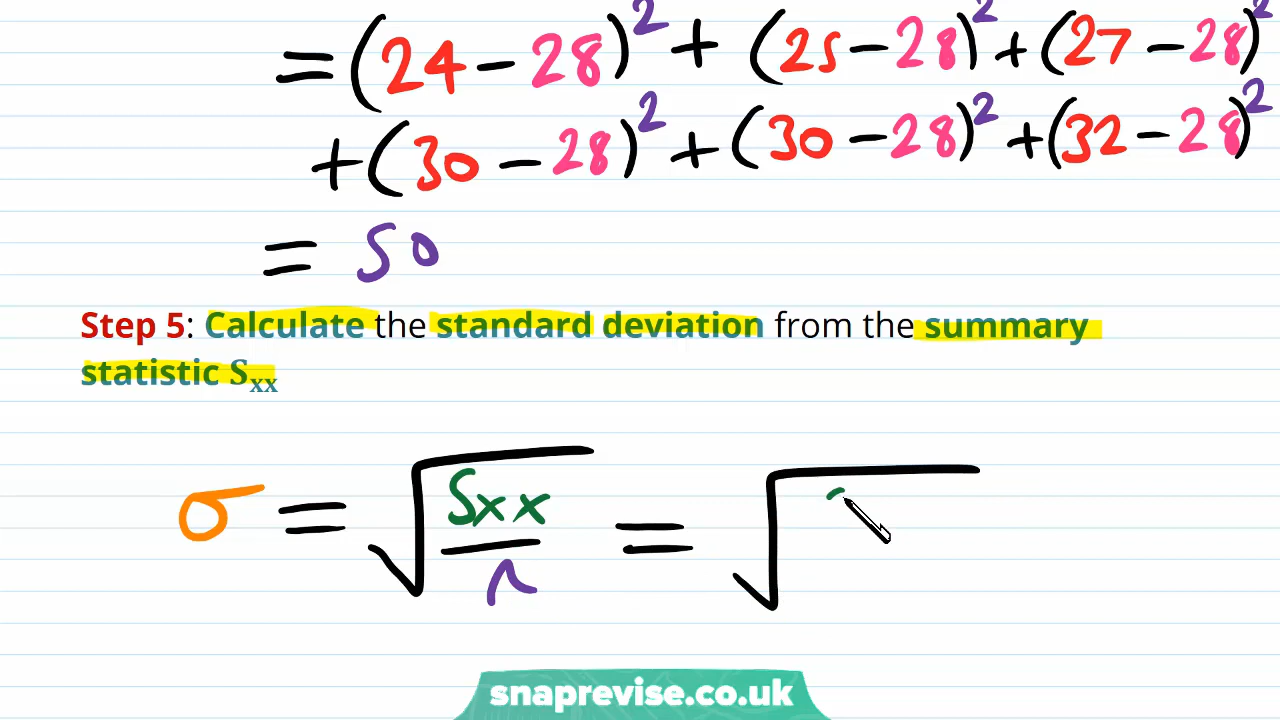 = (24 − 28)² + (25 − 28)² + (27 − 28)²
+ (30 − 28)² + (30 − 28)² + (32 − 28)²
= 50
Step 5: Calculate the standard deviation from the summary
statistic Sₓₓ
σ = √(Sxx / n) = √
snaprevise.co.uk